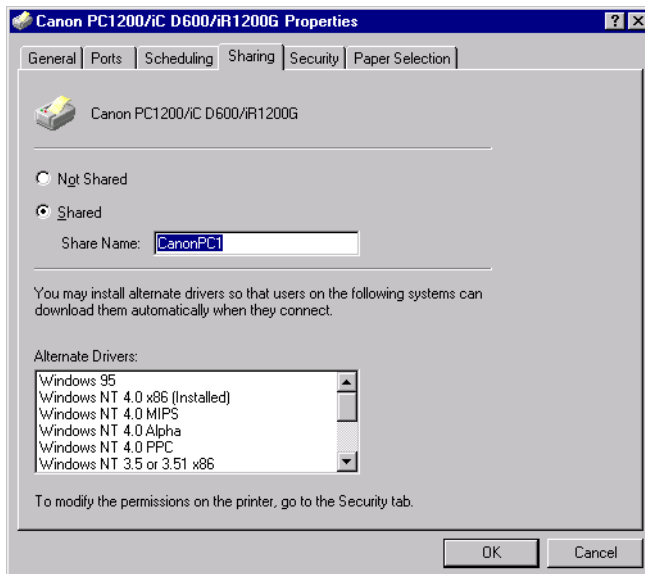 Canon PC1200/iC D600/iR1200G Properties
General Ports Scheduling Sharing Security Paper Selection
Canon PC1200/iC D600/iR1200G
Not Shared
Shared
Share Name: CanonPC1
You may install alternate drivers so that users on the following systems can
download them automatically when they connect.
Alternate Drivers:
Windows 95
Windows NT 4.0 x86 (Installed)
Windows NT 4.0 MIPS
Windows NT 4.0 Alpha
Windows NT 4.0 PPC
Windows NT 3.5 or 3.51 x86
To modify the permissions on the printer, go to the Security tab.
OK Cancel